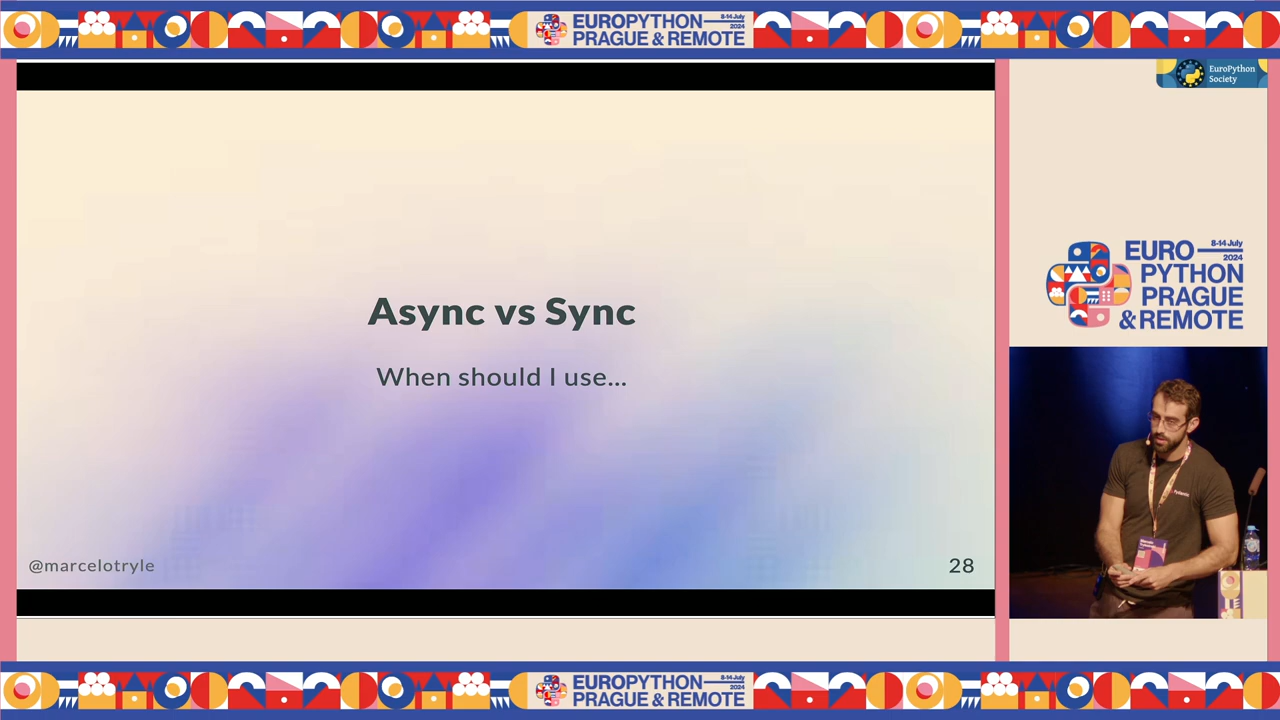 EUROPYTHON
8-14 July
2024
PRAGUE & REMOTE
EuroPython
Society
Async vs Sync
When should I use...
@marcelotryle
28
EURO
8-14 July
2024
PYTHON
PRAGUE
& REMOTE
EUROPYTHON
8-14 July
2024
PRAGUE & REMOTE